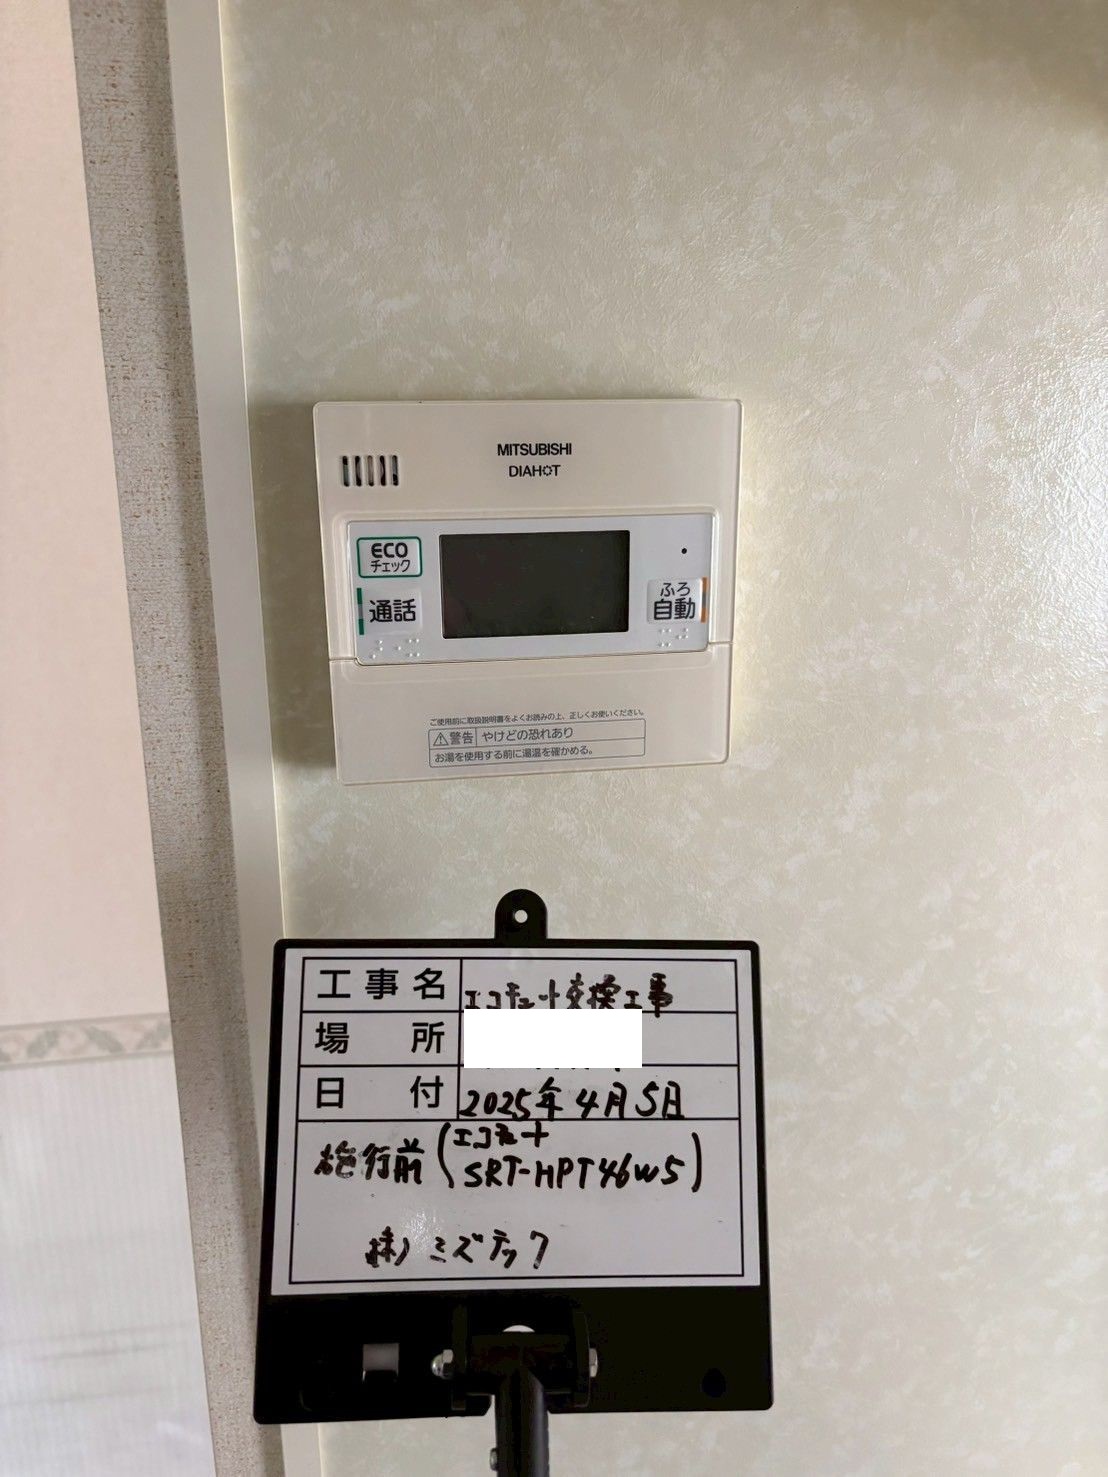 MITSUBISHI
DIAHOT
ECO
チェック
通話
ふろ
自動
ご使用前に取扱説明書をよくお読みの上、正しくお使いください。
⚠警告 やけどの恐れあり
お湯を使用する前に湯温を確かめる。
工事名 エコキュート交換工事
場所
日付 2025年4月5日
エコキュート
施行前(SRT-HPT46W5)
(株)ミズテック